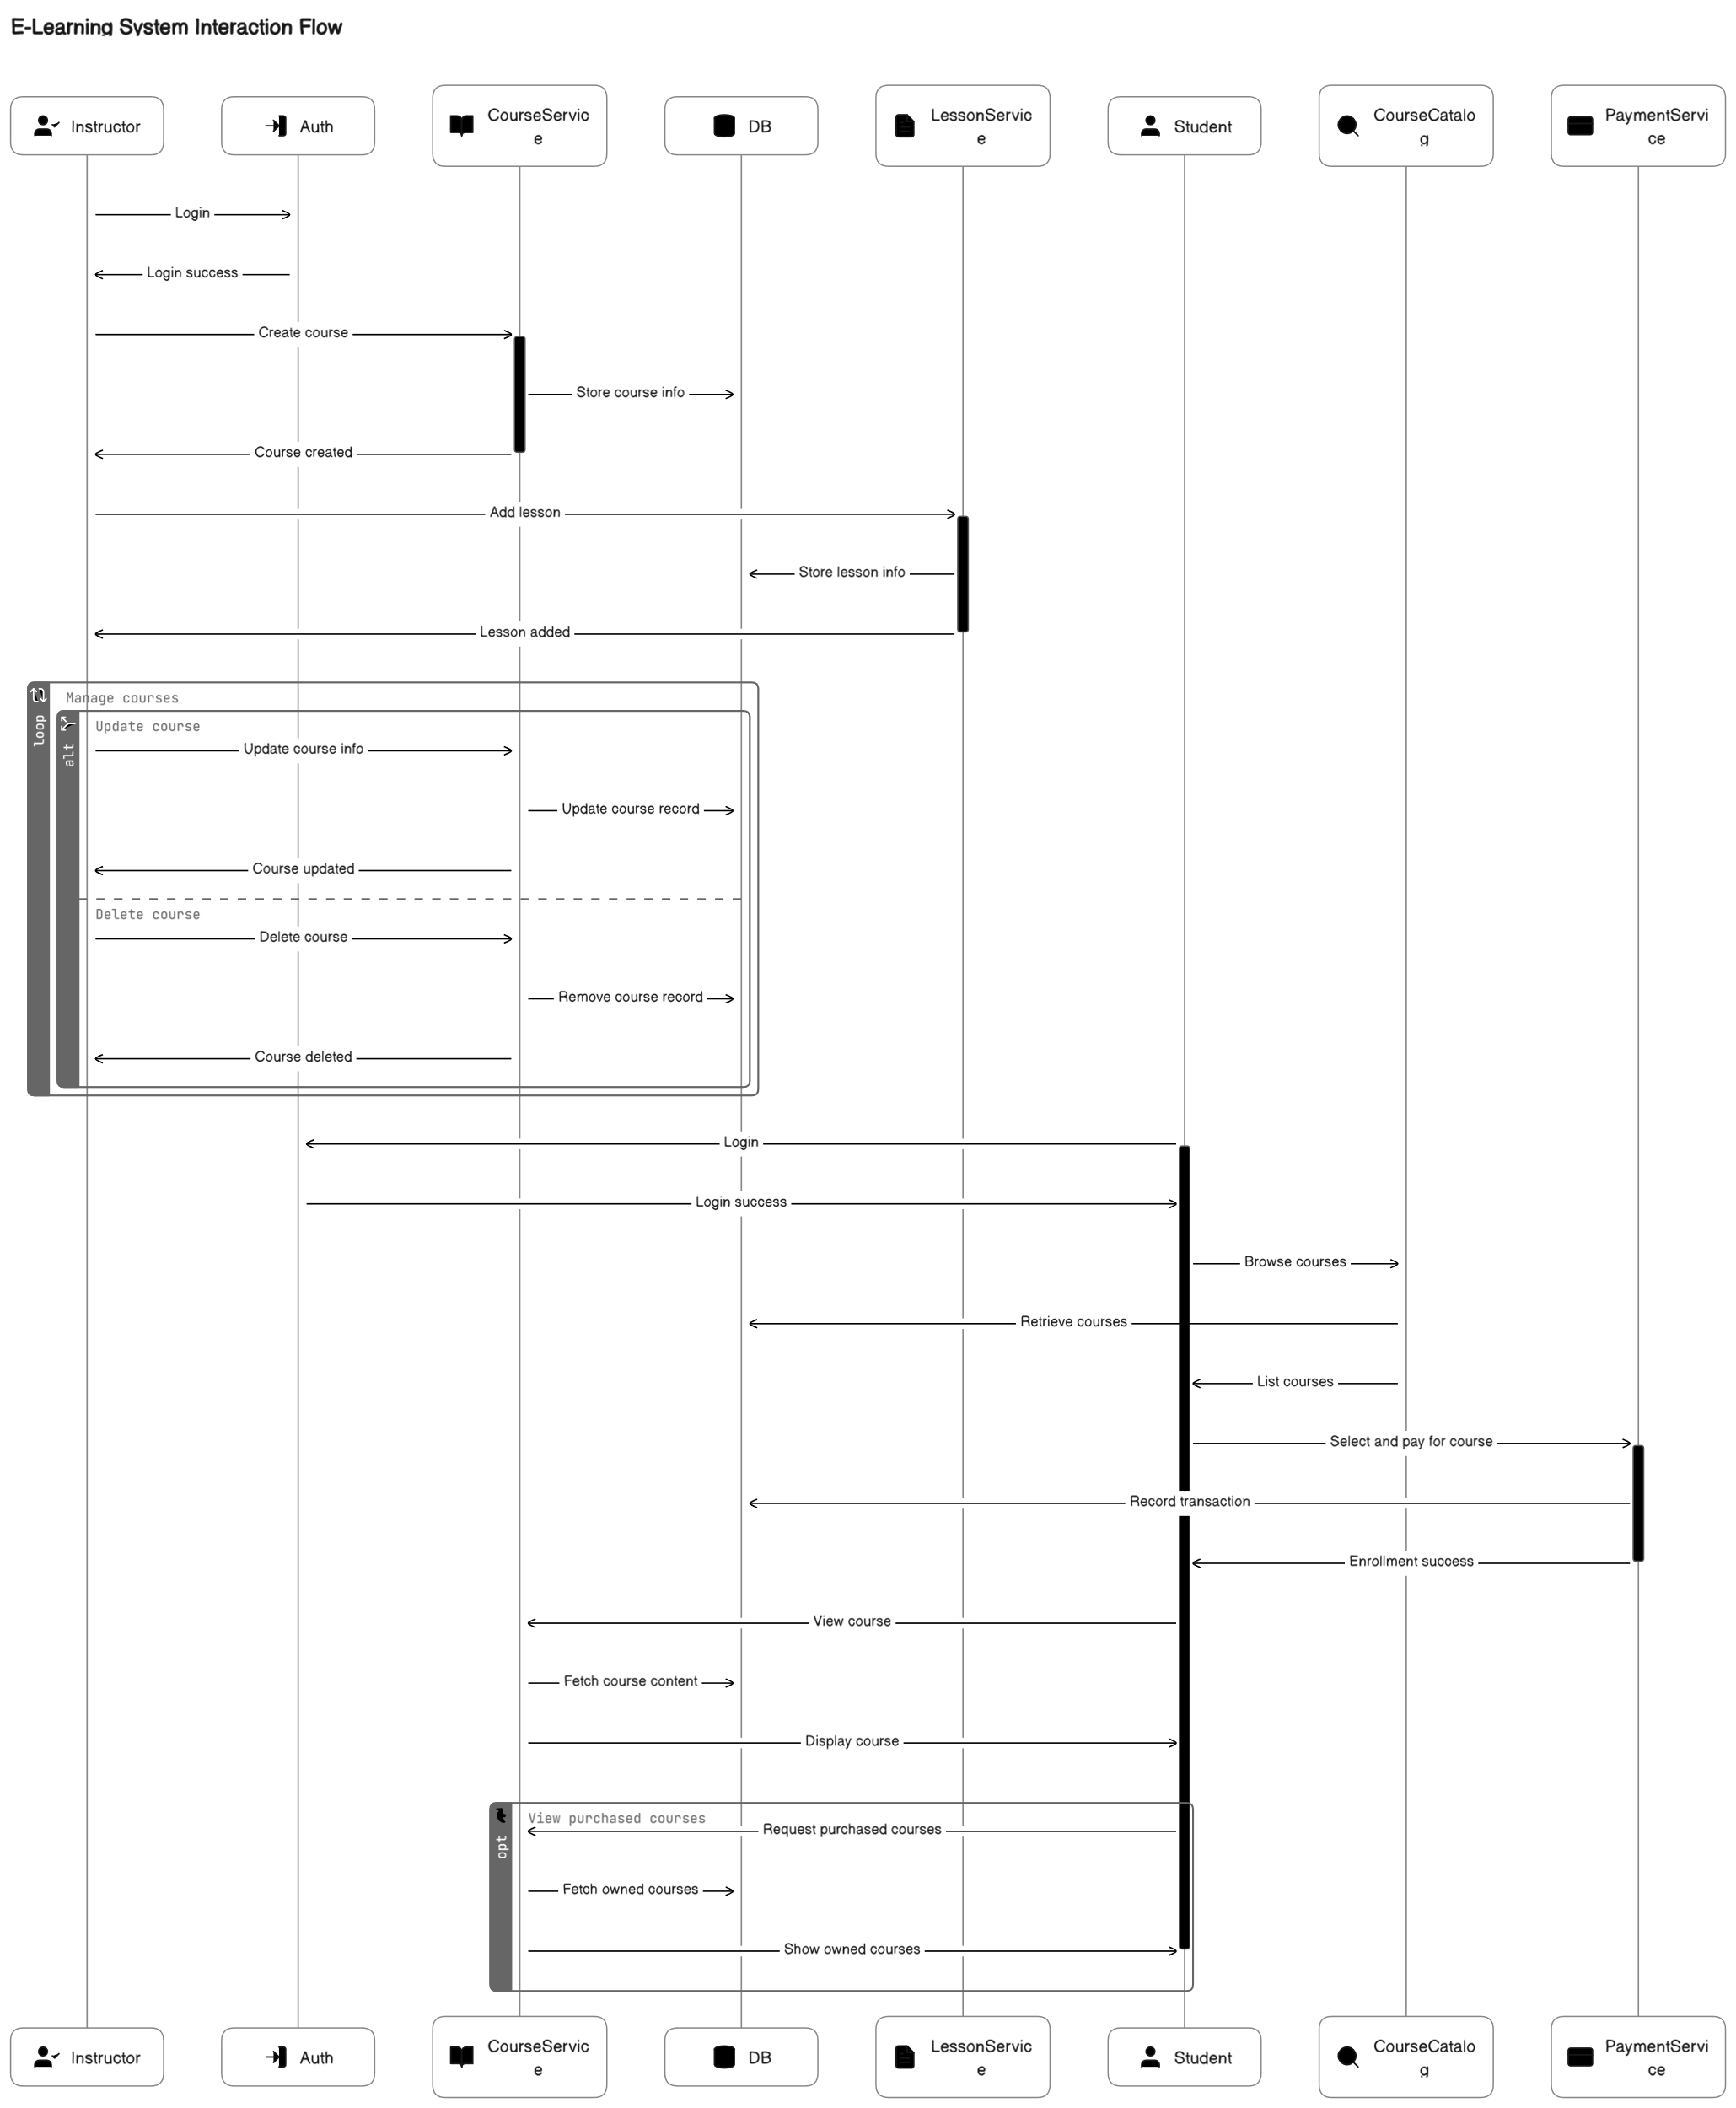 E-Learning System Interaction Flow
Instructor
Auth
CourseServic
e
DB
LessonServic
e
Student
CourseCatalo
g
PaymentServi
ce
Login
Login success
Create course
Store course info
Course created
Add lesson
Store lesson info
Lesson added
loop
Manage courses
alt
Update course
Update course info
Update course record
Course updated
Delete course
Delete course
Remove course record
Course deleted
Login
Login success
Browse courses
Retrieve courses
List courses
Select and pay for course
Record transaction
Enrollment success
View course
Fetch course content
Display course
opt
View purchased courses
Request purchased courses
Fetch owned courses
Show owned courses
Instructor
Auth
CourseServic
e
DB
LessonServic
e
Student
CourseCatalo
g
PaymentServi
ce